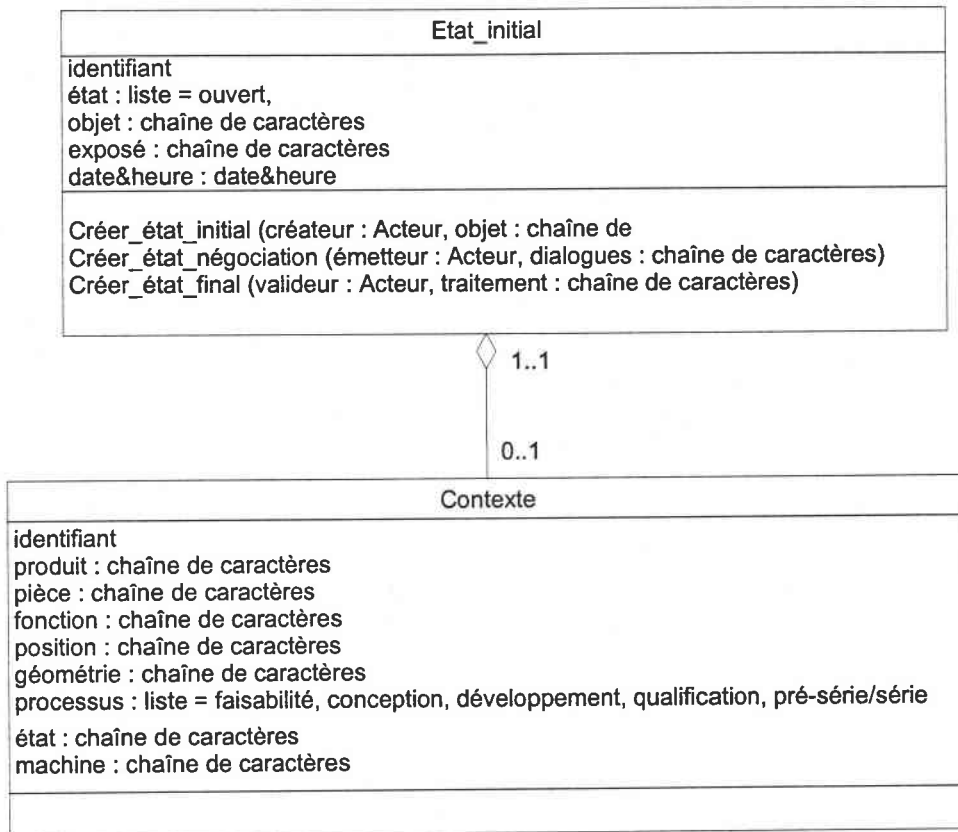 Etat_initial
identifiant
état : liste = ouvert,
objet : chaîne de caractères
exposé : chaîne de caractères
date&heure : date&heure
Créer_état_initial (créateur : Acteur, objet : chaîne de
Créer_état_négociation (émetteur : Acteur, dialogues : chaîne de caractères)
Créer_état_final (valideur : Acteur, traitement : chaîne de caractères)
1..1
0..1
Contexte
identifiant
produit : chaîne de caractères
pièce : chaîne de caractères
fonction : chaîne de caractères
position : chaîne de caractères
géométrie : chaîne de caractères
processus : liste = faisabilité, conception, développement, qualification, pré-série/série
état : chaîne de caractères
machine : chaîne de caractères